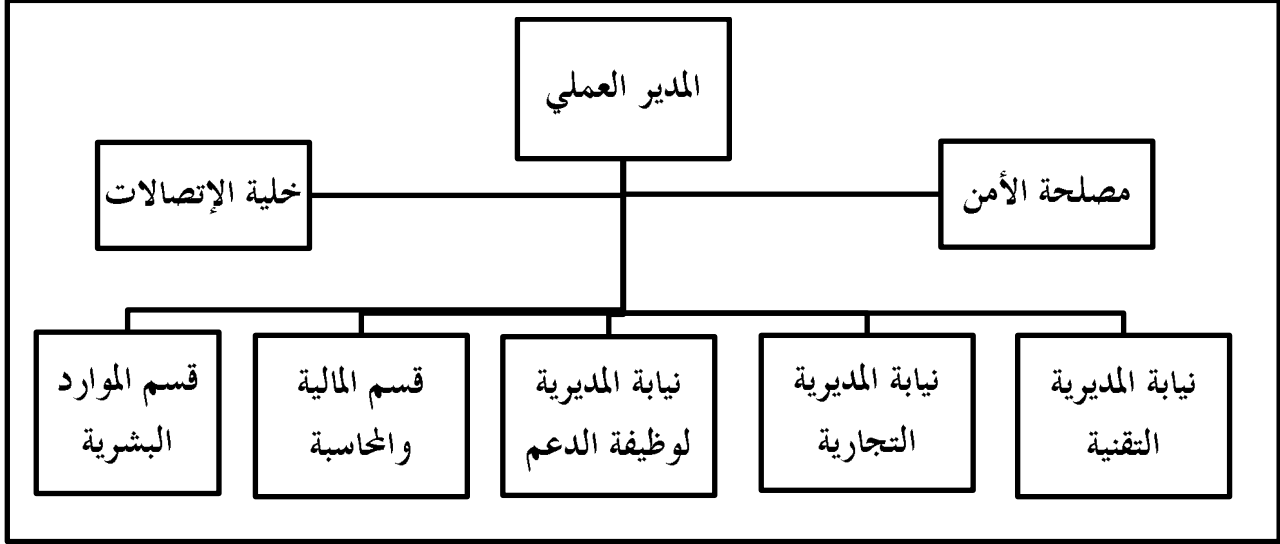 المدير العملي
مصلحة الأمن
خلية الإتصالات
نيابة المديرية
التقنية
نيابة المديرية
التجارية
نيابة المديرية
لوظيفة الدعم
قسم المالية
والمحاسبة
قسم الموارد
البشرية